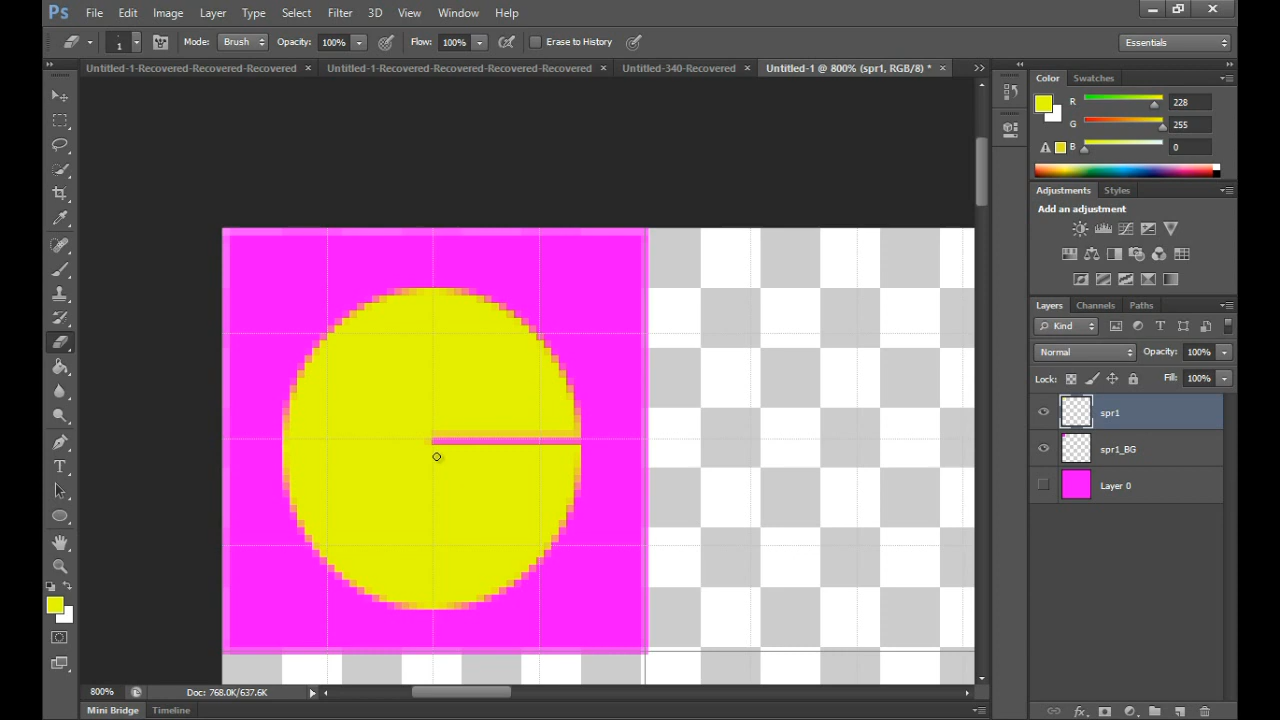 Ps File Edit Image Layer Type Select Filter 3D View Window Help
1 Mode: Brush Opacity: 100% Flow: 100% Erase to History Essentials
Untitled-1-Recovered-Recovered-Recovered × Untitled-1-Recovered-Recovered-Recovered × Untitled-340-Recovered × Untitled-1 @ 800% (spr1, RGB/8) * ×
Color Swatches
R 228
G 255
B 0
Adjustments Styles
Add an adjustment
Layers Channels Paths
Kind
Normal Opacity: 100%
Lock: Fill: 100%
spr1
spr1_BG
Layer 0
800% Doc: 768.0K/637.6K
Mini Bridge Timeline